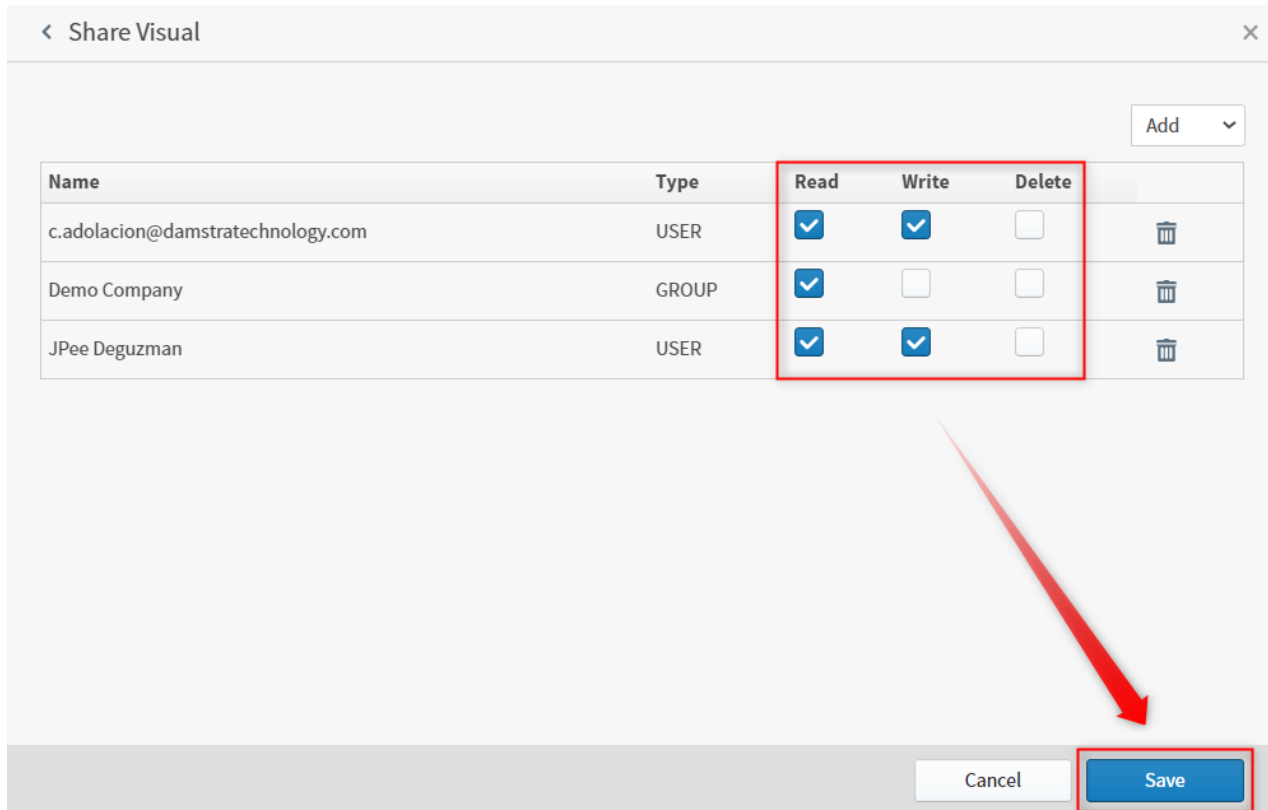 Share Visual
Add
Name Type Read Write Delete
c.adolacion@damstratechnology.com USER
Demo Company GROUP
JPee Deguzman USER
Cancel Save